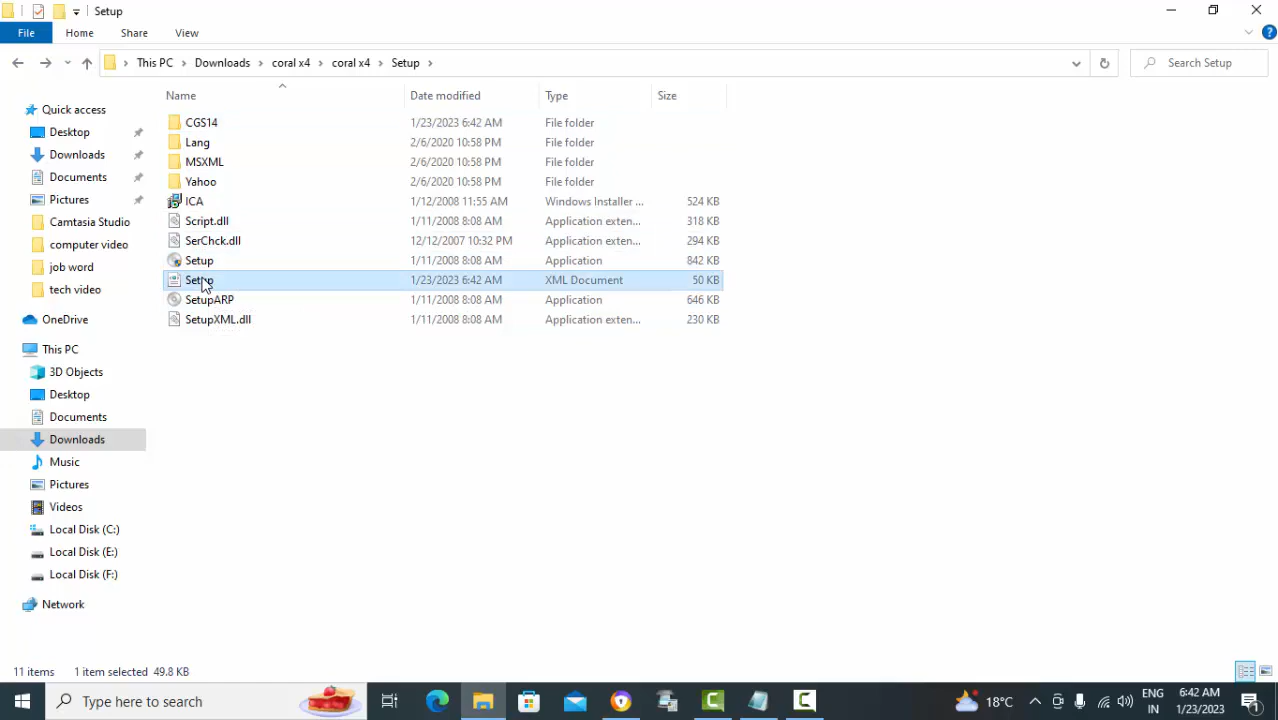 Setup
File Home Share View
This PC Downloads coral x4 coral x4 Setup Search Setup
Name Date modified Type Size
Quick access
Desktop
Downloads
Documents
Pictures
Camtasia Studio
computer video
job word
tech video
OneDrive
This PC
3D Objects
Desktop
Documents
Downloads
Music
Pictures
Videos
Local Disk (C:)
Local Disk (E:)
Local Disk (F:)
Network
CGS14 1/23/2023 6:42 AM File folder
Lang 2/6/2020 10:58 PM File folder
MSXML 2/6/2020 10:58 PM File folder
Yahoo 2/6/2020 10:58 PM File folder
ICA 1/12/2008 11:55 AM Windows Installer ... 524 KB
Script.dll 1/11/2008 8:08 AM Application exten... 318 KB
SerChck.dll 12/12/2007 10:32 PM Application exten... 294 KB
Setup 1/11/2008 8:08 AM Application 842 KB
Setup 1/23/2023 6:42 AM XML Document 50 KB
SetupARP 1/11/2008 8:08 AM Application 646 KB
SetupXML.dll 1/11/2008 8:08 AM Application exten... 230 KB
11 items 1 item selected 49.8 KB
Type here to search 18°C ENG 6:42 AM
IN 1/23/2023 1